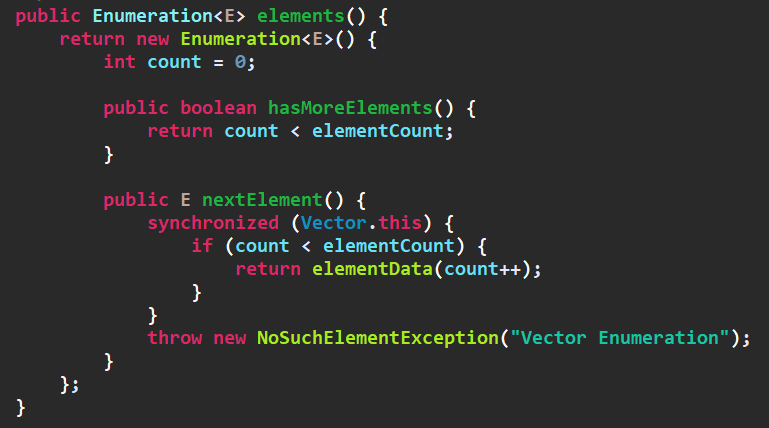 public Enumeration<E> elements() {
    return new Enumeration<E>() {
        int count = 0;

        public boolean hasMoreElements() {
            return count < elementCount;
        }

        public E nextElement() {
            synchronized (Vector.this) {
                if (count < elementCount) {
                    return elementData(count++);
                }
            }
            throw new NoSuchElementException("Vector Enumeration");
        }
    };
}